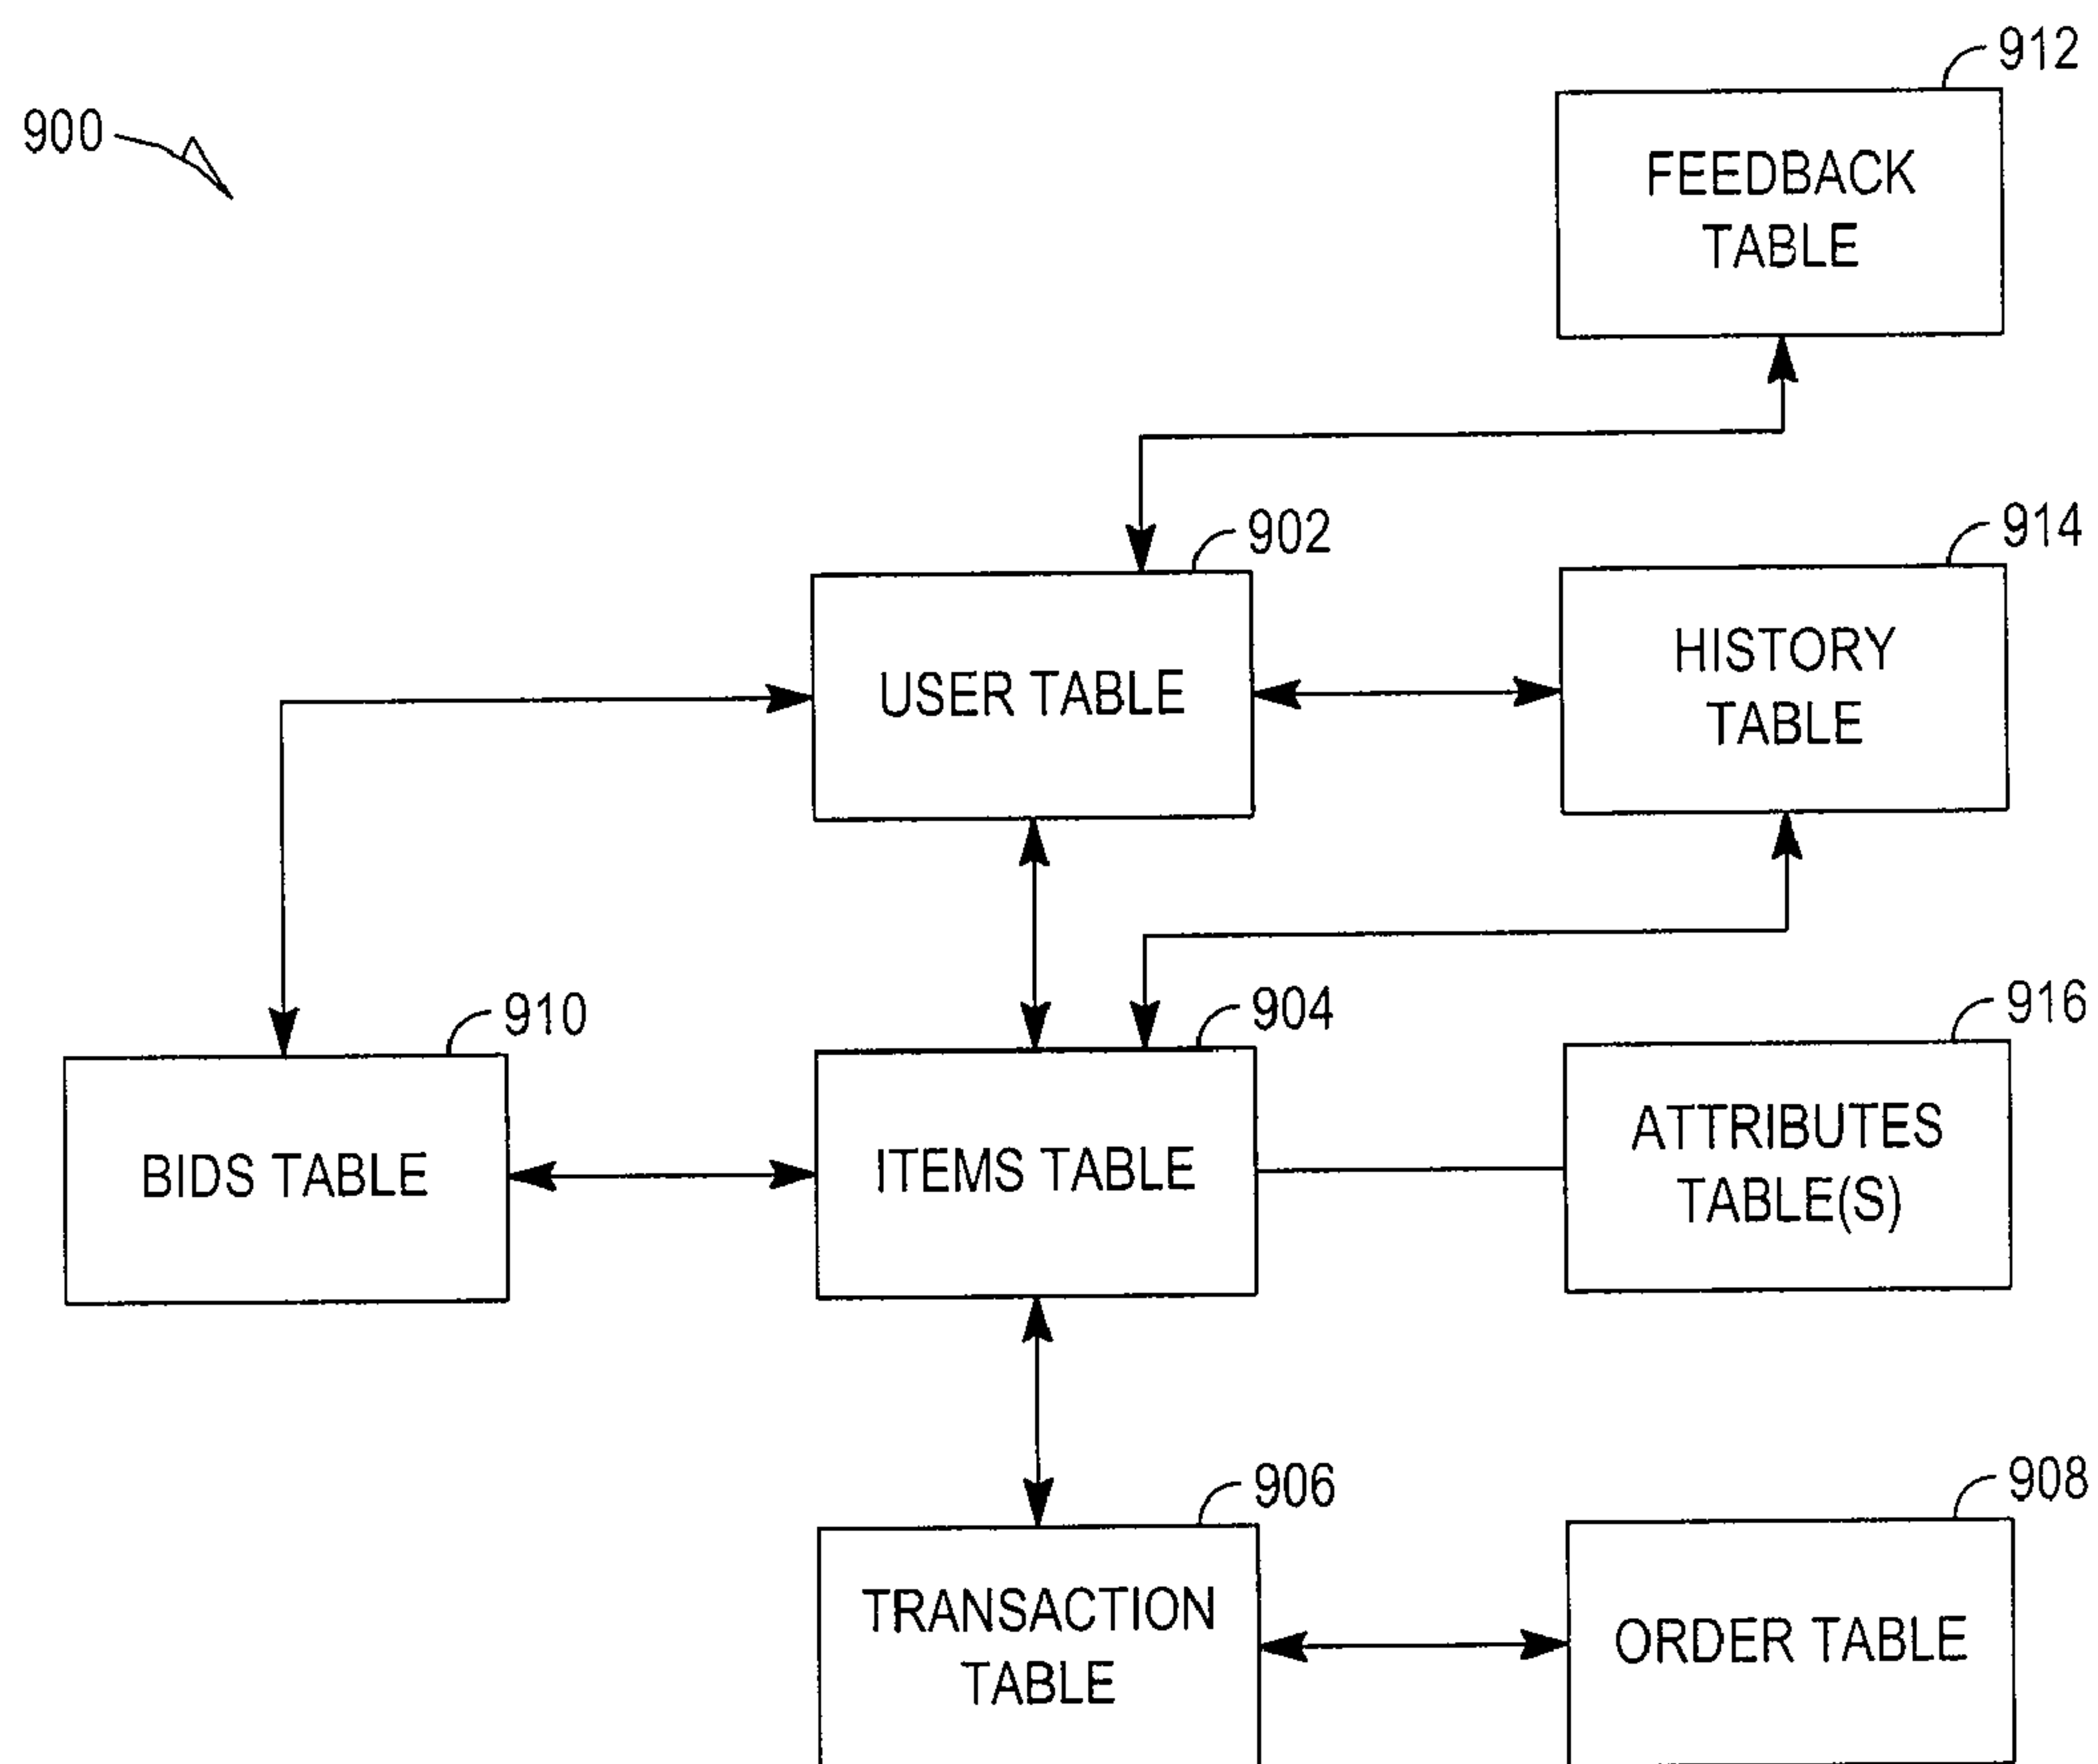 912
900
FEEDBACK
TABLE
902
914
USER TABLE
HISTORY
TABLE
910
904
916
BIDS TABLE
ITEMS TABLE
ATTRIBUTES
TABLE(S)
906
908
TRANSACTION
TABLE
ORDER TABLE